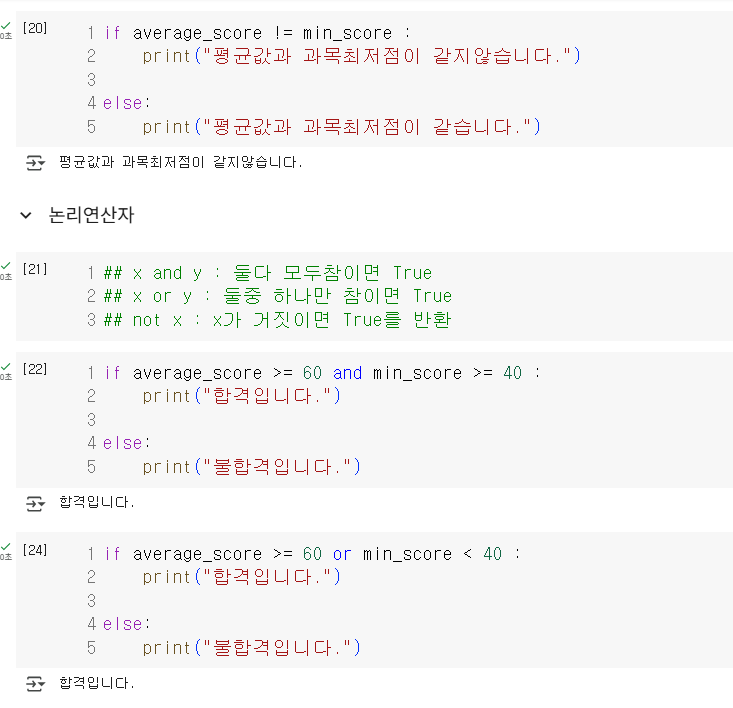 [20]
1 if average_score != min_score :
2     print("평균값과 과목최저점이 같지않습니다.")
3
4 else:
5     print("평균값과 과목최저점이 같습니다.")
0초
평균값과 과목최저점이 같지않습니다.
논리연산자
[21]
1 ## x and y : 둘다 모두참이면 True
2 ## x or y : 둘중 하나만 참이면 True
3 ## not x : x가 거짓이면 True를 반환
0초
[22]
1 if average_score >= 60 and min_score >= 40 :
2     print("합격입니다.")
3
4 else:
5     print("불합격입니다.")
0초
합격입니다.
[24]
1 if average_score >= 60 or min_score < 40 :
2     print("합격입니다.")
3
4 else:
5     print("불합격입니다.")
0초
합격입니다.